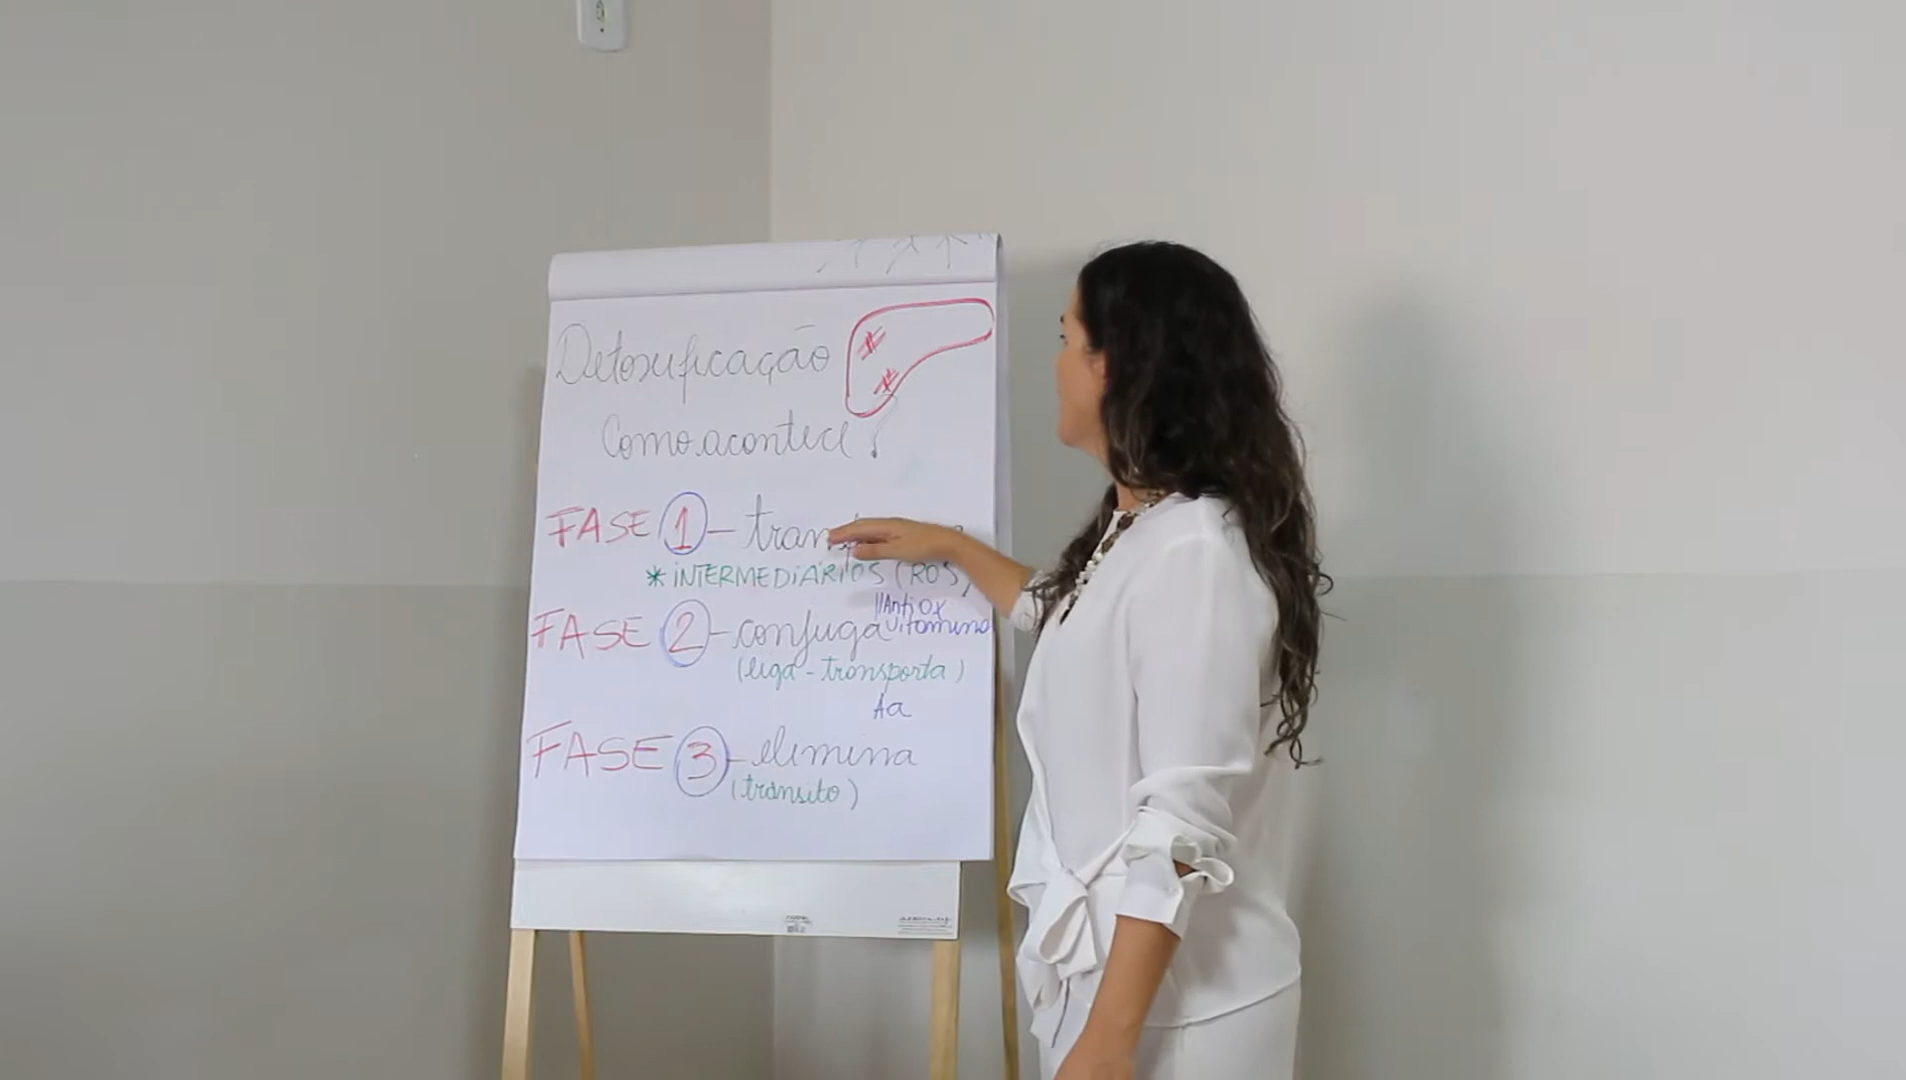 Detoxificação
Como acontece?
FASE 1 -
* INTERMEDIÁRIOS (ROS)
Antiox
FASE 2 - conjuga vitamina
(liga - transporta)
Aa
FASE 3 - elimina
(trânsito)